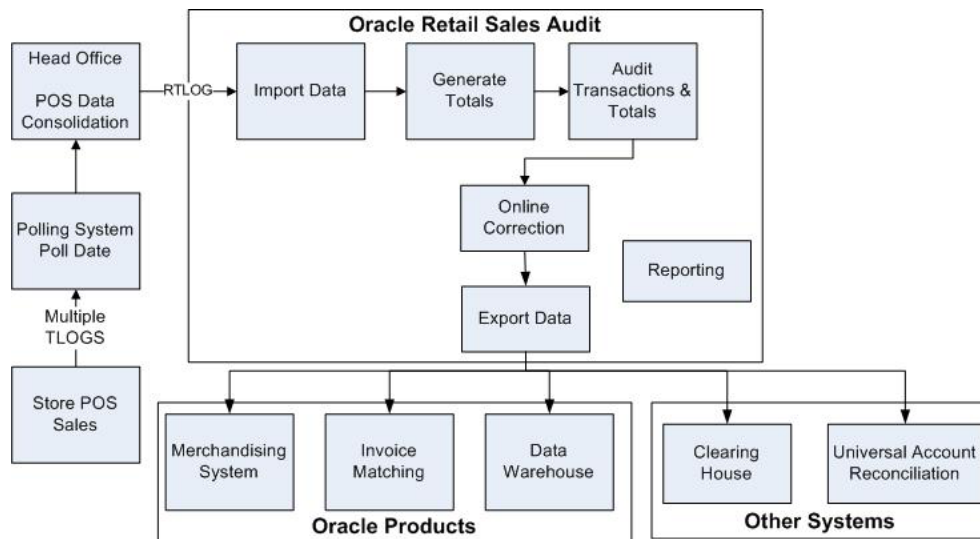 Oracle Retail Sales Audit
Head Office
POS Data
Consolidation
RTLOG
Import Data
Generate
Totals
Audit
Transactions &
Totals
Polling System
Poll Date
Online
Correction
Reporting
Multiple
TLOGS
Export Data
Store POS
Sales
Merchandising
System
Invoice
Matching
Data
Warehouse
Clearing
House
Universal Account
Reconciliation
Oracle Products
Other Systems